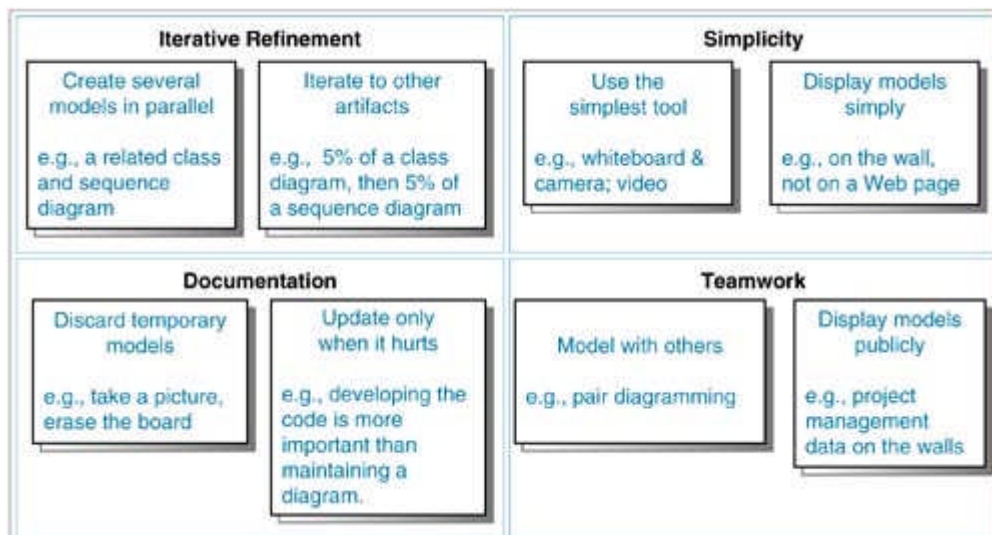 Iterative Refinement
Create several
models in parallel
e.g., a related class
and sequence
diagram
Iterate to other
artifacts
e.g., 5% of a class
diagram, then 5% of
a sequence diagram
Simplicity
Use the
simplest tool
e.g., whiteboard &
camera; video
Display models
simply
e.g., on the wall,
not on a Web page
Documentation
Discard temporary
models
e.g., take a picture,
erase the board
Update only
when it hurts
e.g., developing the
code is more
important than
maintaining a
diagram.
Teamwork
Model with others
e.g., pair diagramming
Display models
publicly
e.g., project
management
data on the walls